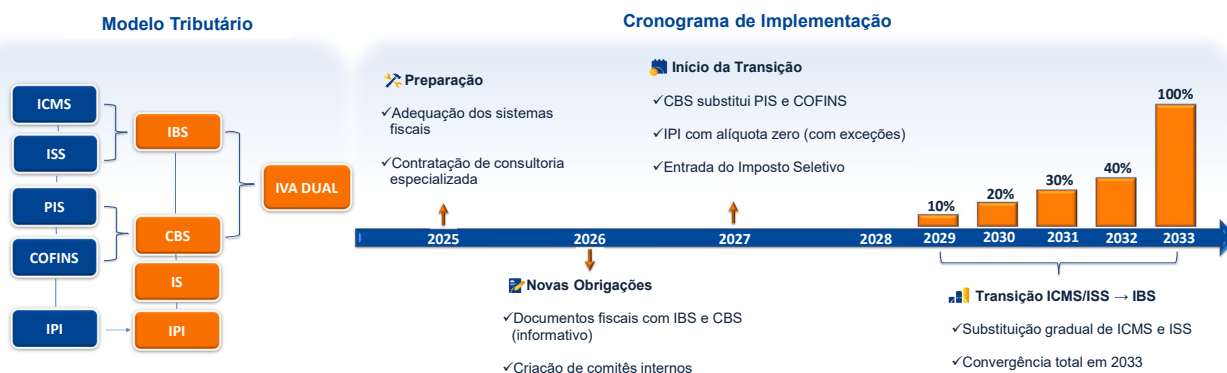 Modelo Tributário
ICMS
ISS
PIS
COFINS
IPI
IBS
CBS
IS
IPI
IVA DUAL
Cronograma de Implementação
Preparação
✓Adequação dos sistemas
fiscais
✓Contratação de consultoria
especializada
Início da Transição
✓CBS substitui PIS e COFINS
✓IPI com alíquota zero (com exceções)
✓Entrada do Imposto Seletivo
10%
20%
30%
40%
100%
2025
2026
2027
2028
2029
2030
2031
2032
2033
Novas Obrigações
✓Documentos fiscais com IBS e CBS
(informativo)
✓Criação de comitês internos
Transição ICMS/ISS → IBS
✓Substituição gradual de ICMS e ISS
✓Convergência total em 2033